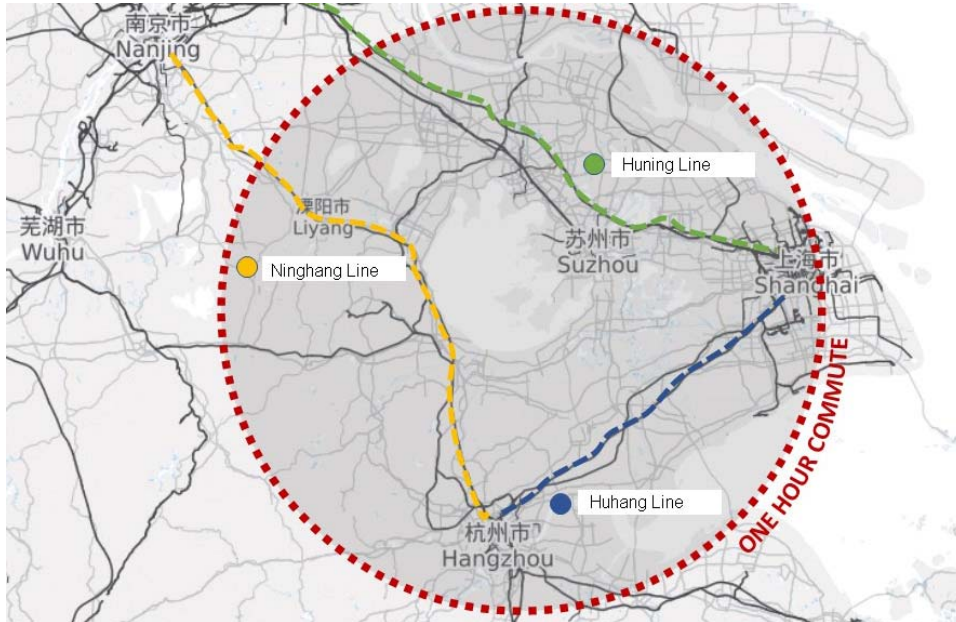 南京市
Nanjing
Huning Line
溧阳市
Liyang
芜湖市
Wuhu
苏州市
Suzhou
上海市
Shanghai
Ninghang Line
ONE HOUR COMMUTE
Huhang Line
杭州市
Hangzhou